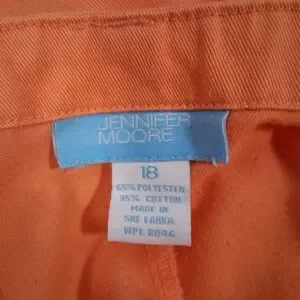 JENNIFER
MOORE
18
65% POLYESTER
35% COTTON
MADE IN
SRI LANKA
WPL 8046